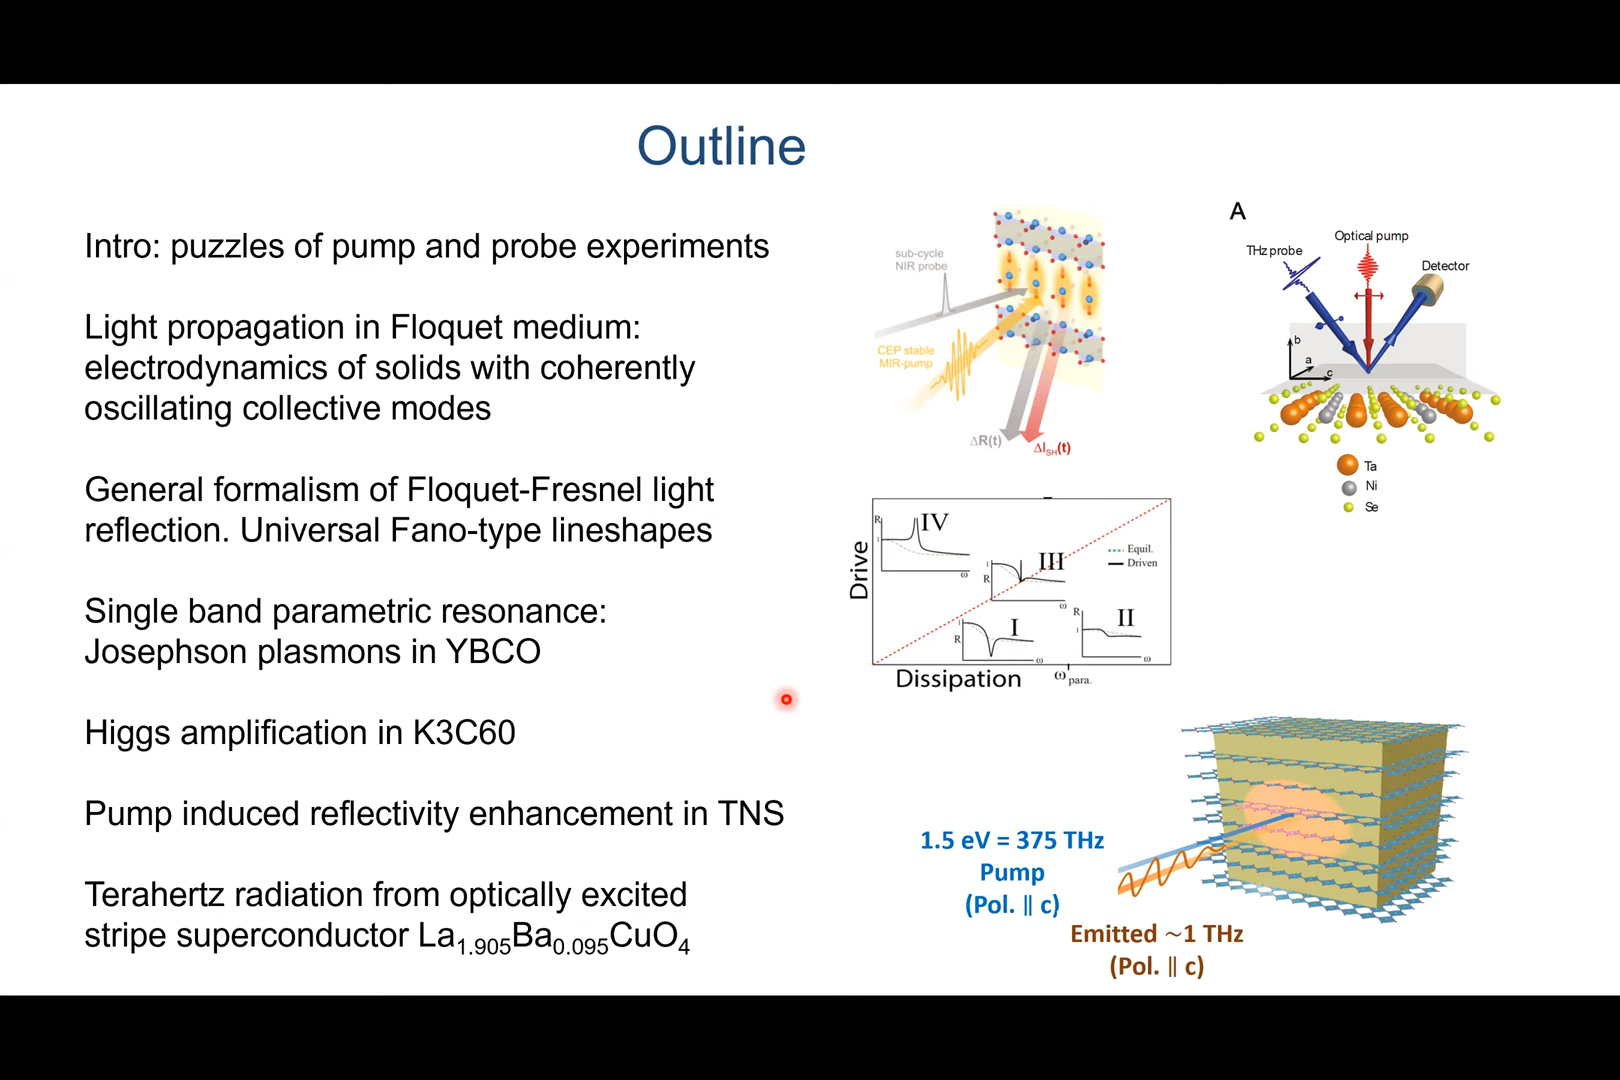 Outline
Intro: puzzles of pump and probe experiments
Light propagation in Floquet medium:
electrodynamics of solids with coherently
oscillating collective modes
General formalism of Floquet-Fresnel light
reflection. Universal Fano-type lineshapes
Single band parametric resonance:
Josephson plasmons in YBCO
Higgs amplification in K3C60
Pump induced reflectivity enhancement in TNS
Terahertz radiation from optically excited
stripe superconductor La1.905Ba0.095CuO4
sub-cycle
NIR probe
CEP stable
MIR-pump
ΔR(t)
ΔISH(t)
A
Optical pump
THz probe
Detector
b
a
c
Ta
Ni
Se
Drive
R
IV
1
ω
1
III
R
ω
Equil.
Driven
I
1
R
ω
R
II
1
ω
Dissipation
ωpara.
1.5 eV = 375 THz
Pump
(Pol. ∥ c)
Emitted ~1 THz
(Pol. ∥ c)